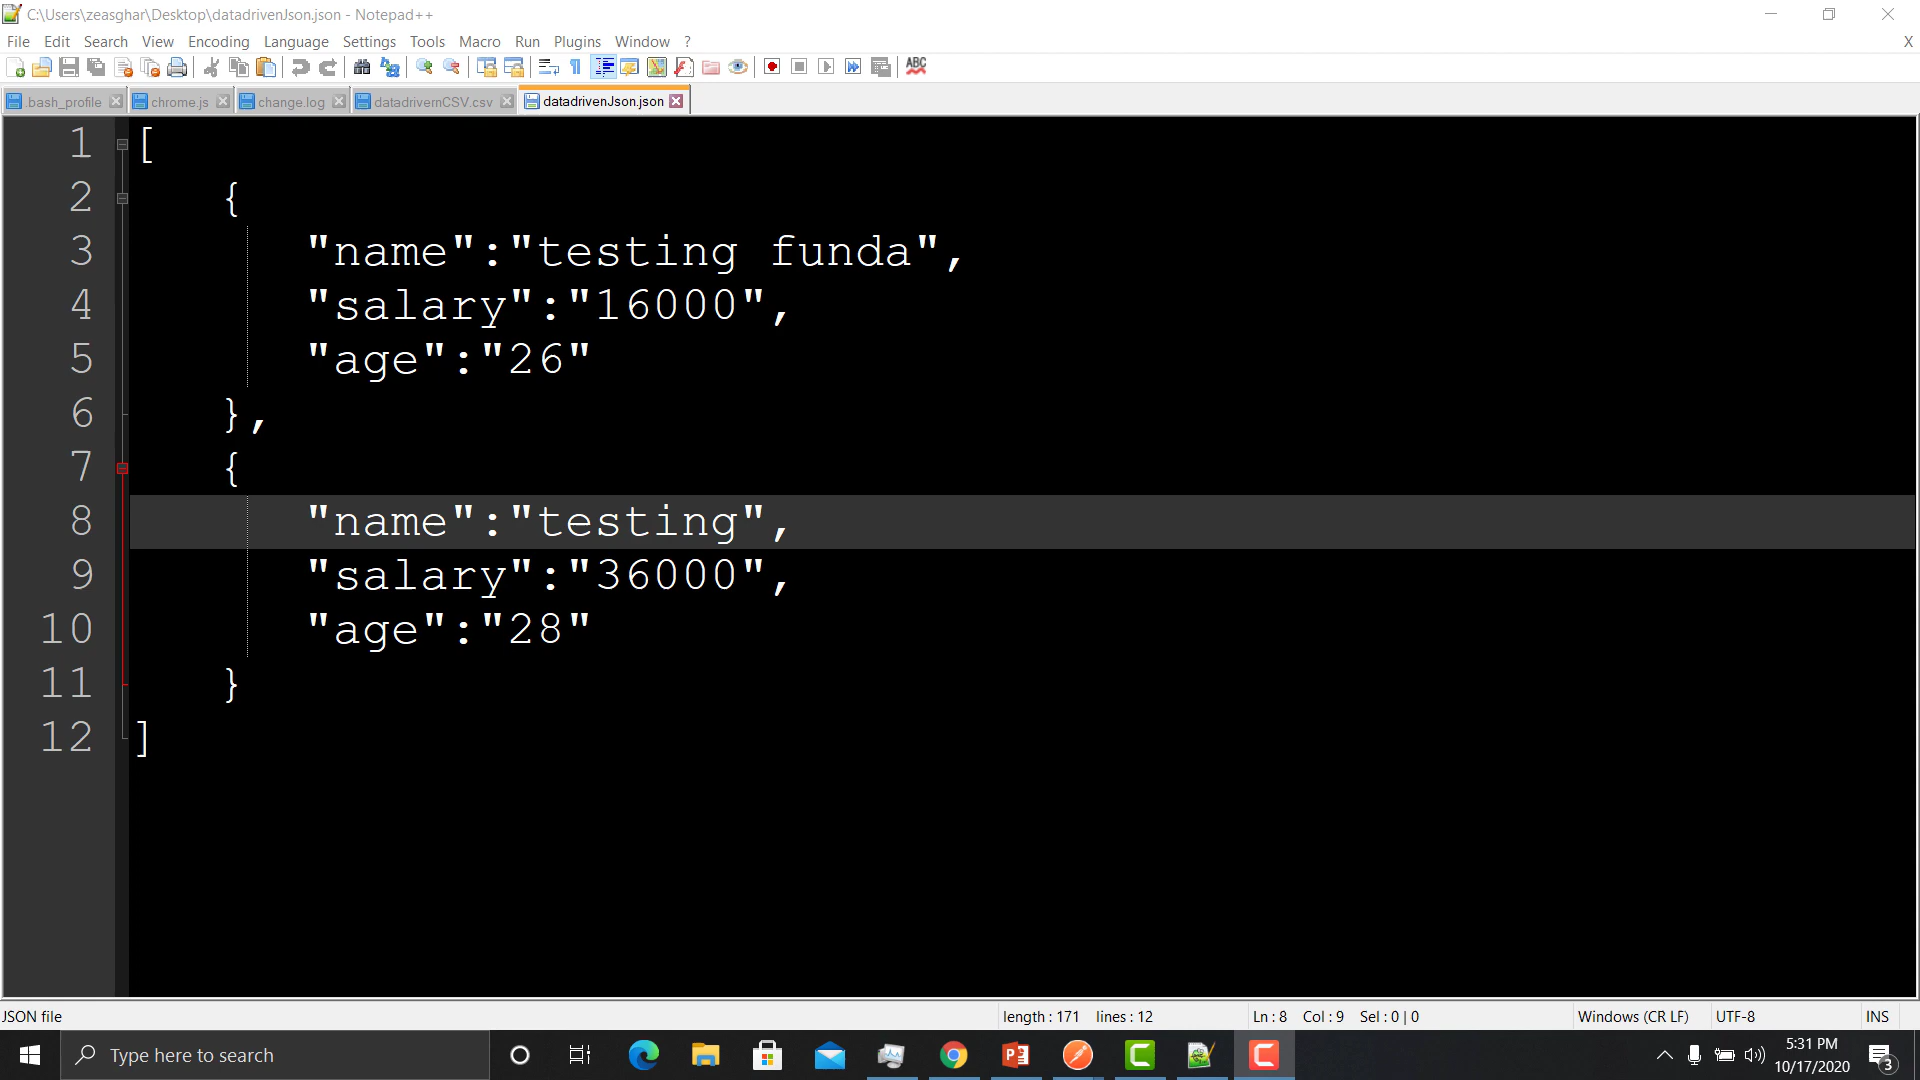 C:\Users\zeasghar\Desktop\datadrivenJson.json - Notepad++
File Edit Search View Encoding Language Settings Tools Macro Run Plugins Window ? X
ABC
.bash_profile chrome.js change.log datadrivernCSV.csv datadrivenJson.json
1 [
2 {
3 "name":"testing funda",
4 "salary":"16000",
5 "age":"26"
6 },
7 {
8 "name":"testing",
9 "salary":"36000",
10 "age":"28"
11 }
12 ]
JSON file length : 171 lines : 12 Ln : 8 Col : 9 Sel : 0 | 0 Windows (CR LF) UTF-8 INS
Type here to search
5:31 PM
10/17/2020
3